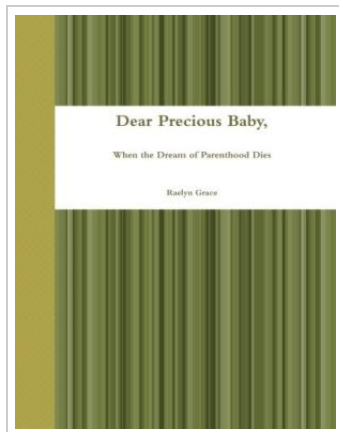 Dear Precious Baby,
When the Dream of Parenthood Dies
Raelyn Grace